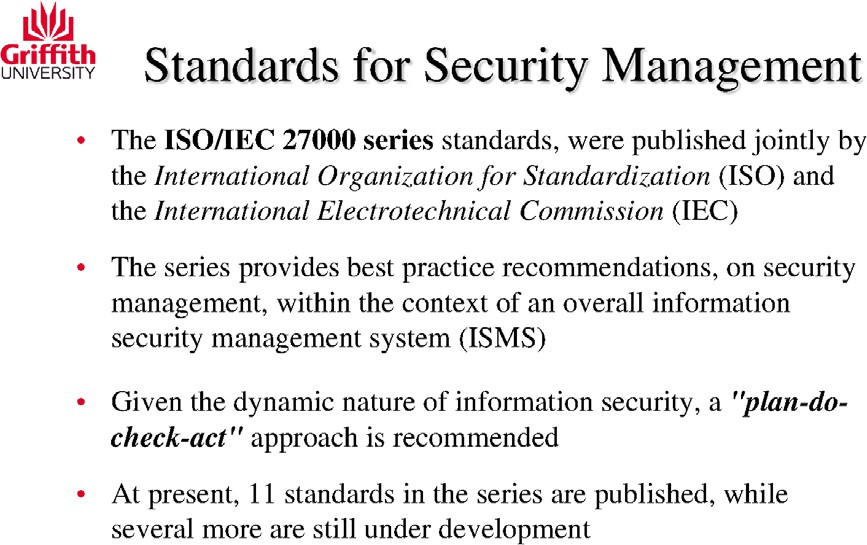 Griffith
UNIVERSITY
Standards for Security Management
• The ISO/IEC 27000 series standards, were published jointly by
the International Organization for Standardization (ISO) and
the International Electrotechnical Commission (IEC)
• The series provides best practice recommendations, on security
management, within the context of an overall information
security management system (ISMS)
• Given the dynamic nature of information security, a "plan-do-
check-act" approach is recommended
• At present, 11 standards in the series are published, while
several more are still under development